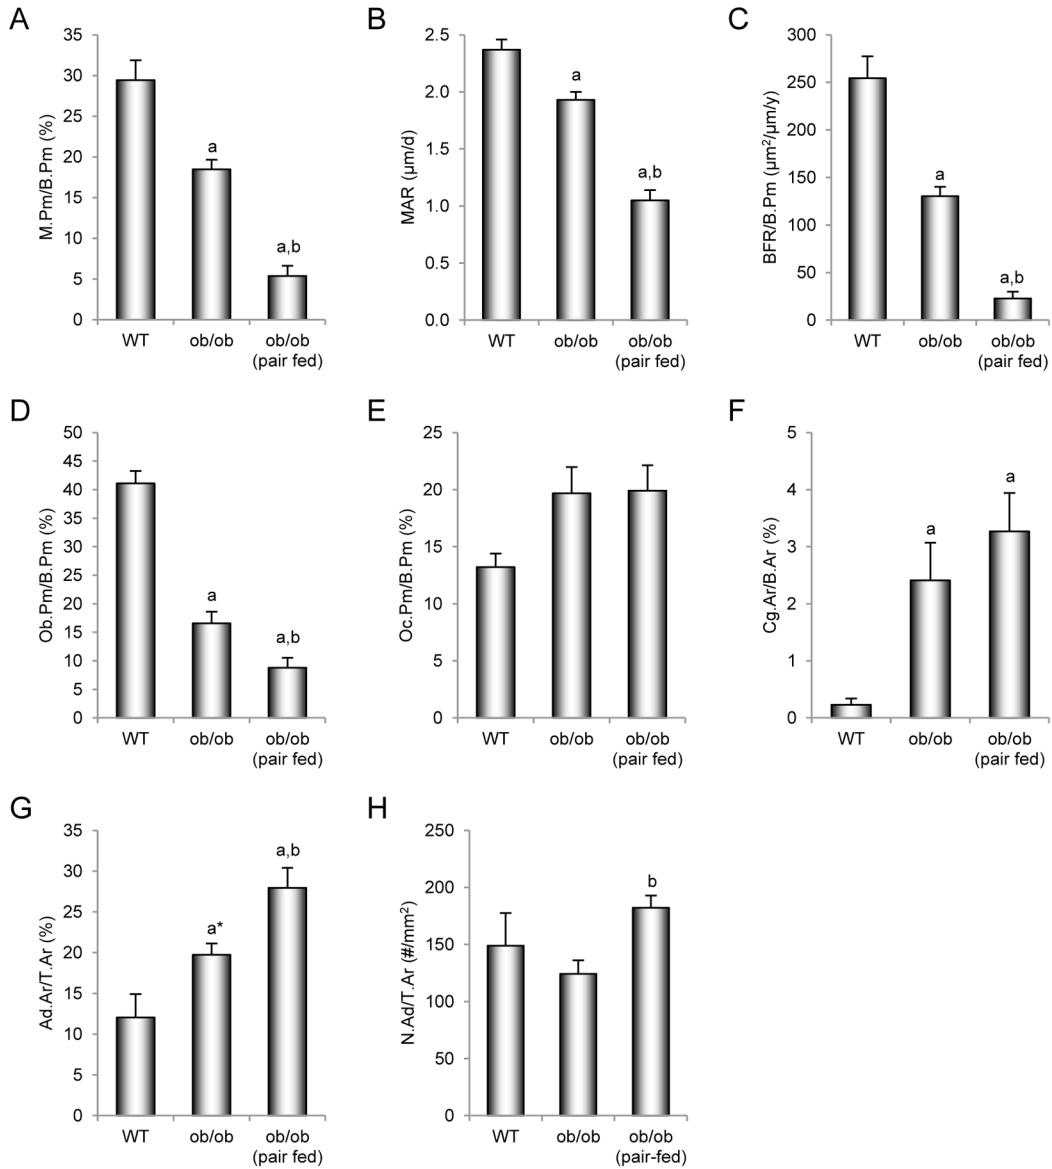 A
M.Pm/B.Pm (%)
35
30
25
20
15
10
5
0
a
a,b
WT
ob/ob
ob/ob
(pair fed)
B
MAR (μm/d)
2.5
2.0
1.5
1.0
0.5
0.0
a
a,b
WT
ob/ob
ob/ob
(pair fed)
C
BFR/B.Pm (μm²/μm/y)
300
250
200
150
100
50
0
a
a,b
WT
ob/ob
ob/ob
(pair fed)
D
Ob.Pm/B.Pm (%)
50
45
40
35
30
25
20
15
10
5
0
a
a,b
WT
ob/ob
ob/ob
(pair fed)
E
Oc.Pm/B.Pm (%)
25
20
15
10
5
0
WT
ob/ob
ob/ob
(pair fed)
F
Cg.Ar/B.Ar (%)
5
4
3
2
1
0
a
a
WT
ob/ob
ob/ob
(pair fed)
G
Ad.Ar/T.Ar (%)
35
30
25
20
15
10
5
0
a*
a,b
WT
ob/ob
ob/ob
(pair fed)
H
N.Ad/T.Ar (#/mm²)
250
200
150
100
50
0
b
WT
ob/ob
ob/ob
(pair-fed)